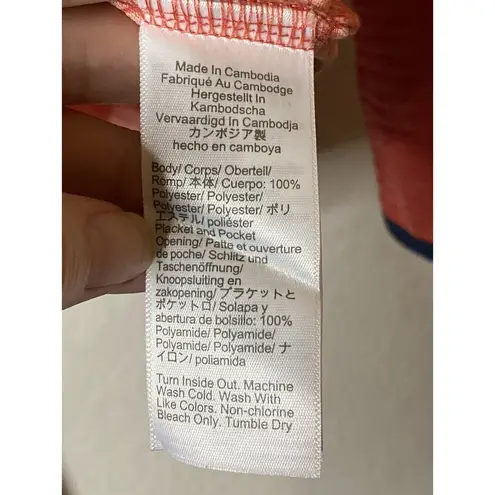 Made In Cambodia
Fabriqué Au Cambodge
Hergestellt In
Kambodscha
Vervaardigd In Cambodja
カンボジア製
hecho en camboya
Body/ Corps/ Oberteil/
Romp/ 本体/ Cuerpo: 100%
Polyester/ Polyester/
Polyester/ Polyester/ ポリ
エステル/ poliéster
Placket and Pocket
Opening/ Patte et ouverture
de poche/ Schlitz und
Taschenöffnung/
Knoopsluiting en
zakopening/ プラケットと
ポケット口/ Solapa y
abertura de bolsillo: 100%
Polyamide/ Polyamide/
Polyamide/ Polyamide/ ナ
イロン/ poliamida
Turn Inside Out. Machine
Wash Cold. Wash With
Like Colors. Non-chlorine
Bleach Only. Tumble Dry